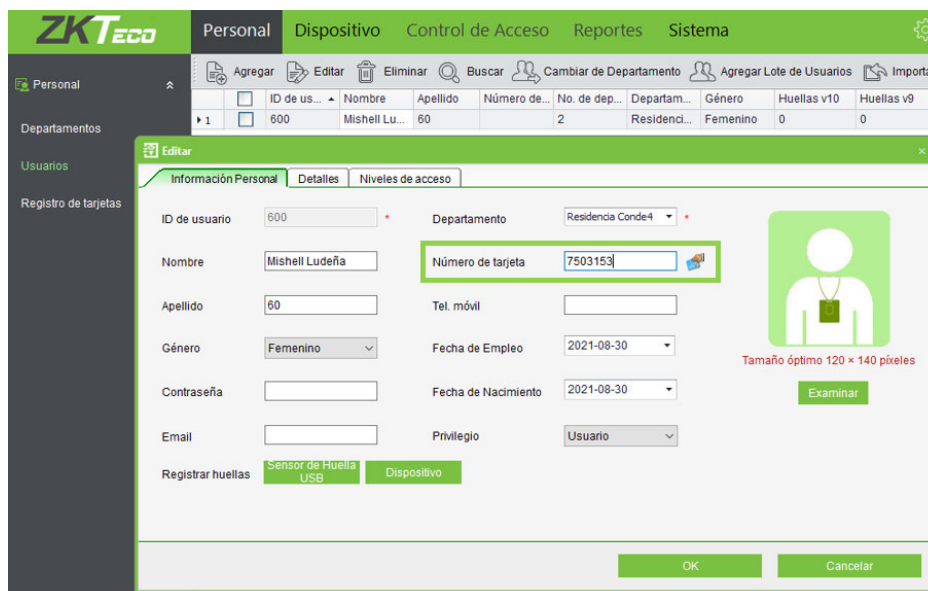 ZKTeco
Personal Dispositivo Control de Acceso Reportes Sistema
Agregar Editar Eliminar Buscar Cambiar de Departamento Agregar Lote de Usuarios Importa
Personal
ID de us... Nombre Apellido Número de... No. de dep... Departam... Género Huellas v10 Huellas v9
1 600 Mishell Lu... 60 2 Residenci... Femenino 0 0
Departamentos
Usuarios
Registro de tarjetas
Editar
Información Personal Detalles Niveles de acceso
ID de usuario 600 * Departamento Residencia Conde4 *
Nombre Mishell Ludeña Número de tarjeta 7503153
Apellido 60 Tel. móvil
Género Femenino Fecha de Empleo 2021-08-30
Tamaño óptimo 120 × 140 píxeles
Contraseña Fecha de Nacimiento 2021-08-30 Examinar
Email Privilegio Usuario
Registrar huellas Sensor de Huella USB Dispositivo
OK Cancelar